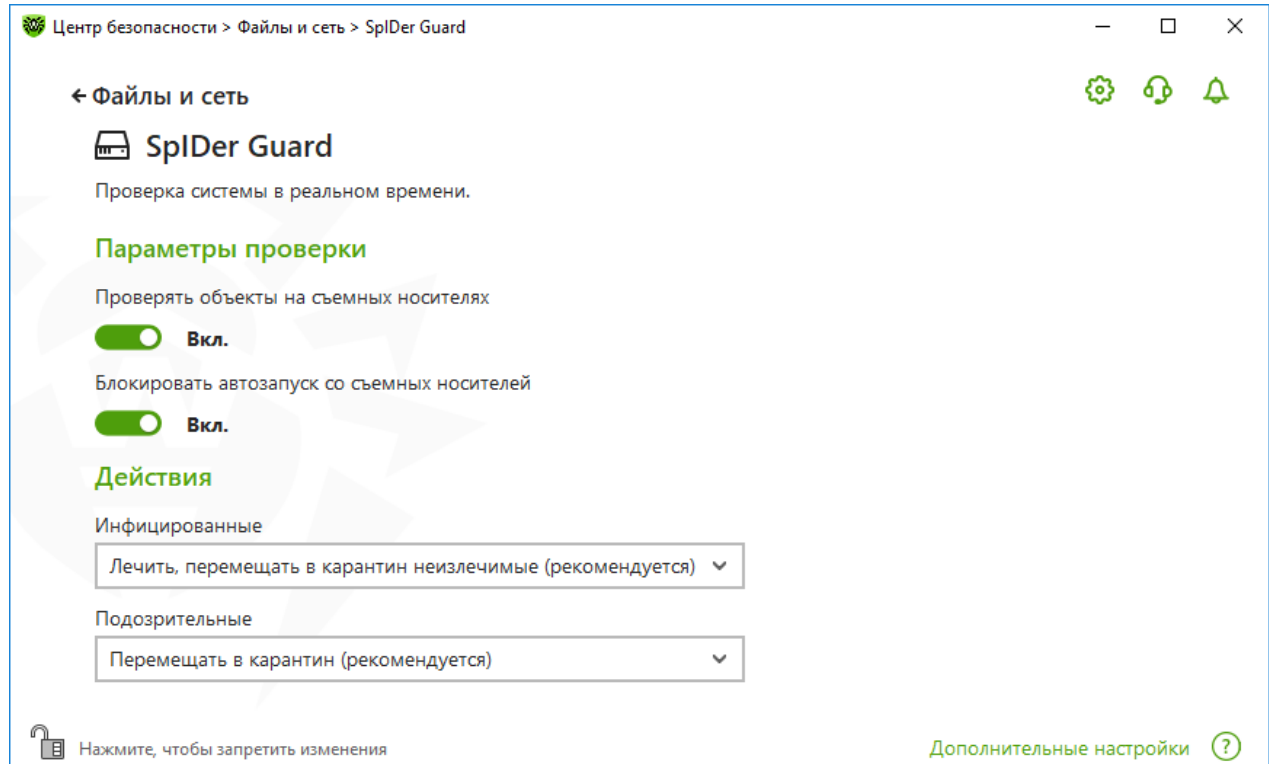 Центр безопасности > Файлы и сеть > SpIDer Guard
Файлы и сеть
SpIDer Guard
Проверка системы в реальном времени.
Параметры проверки
Проверять объекты на съемных носителях
Вкл.
Блокировать автозапуск со съемных носителей
Вкл.
Действия
Инфицированные
Лечить, перемещать в карантин неизлечимые (рекомендуется)
Подозрительные
Перемещать в карантин (рекомендуется)
Нажмите, чтобы запретить изменения
Дополнительные настройки ?